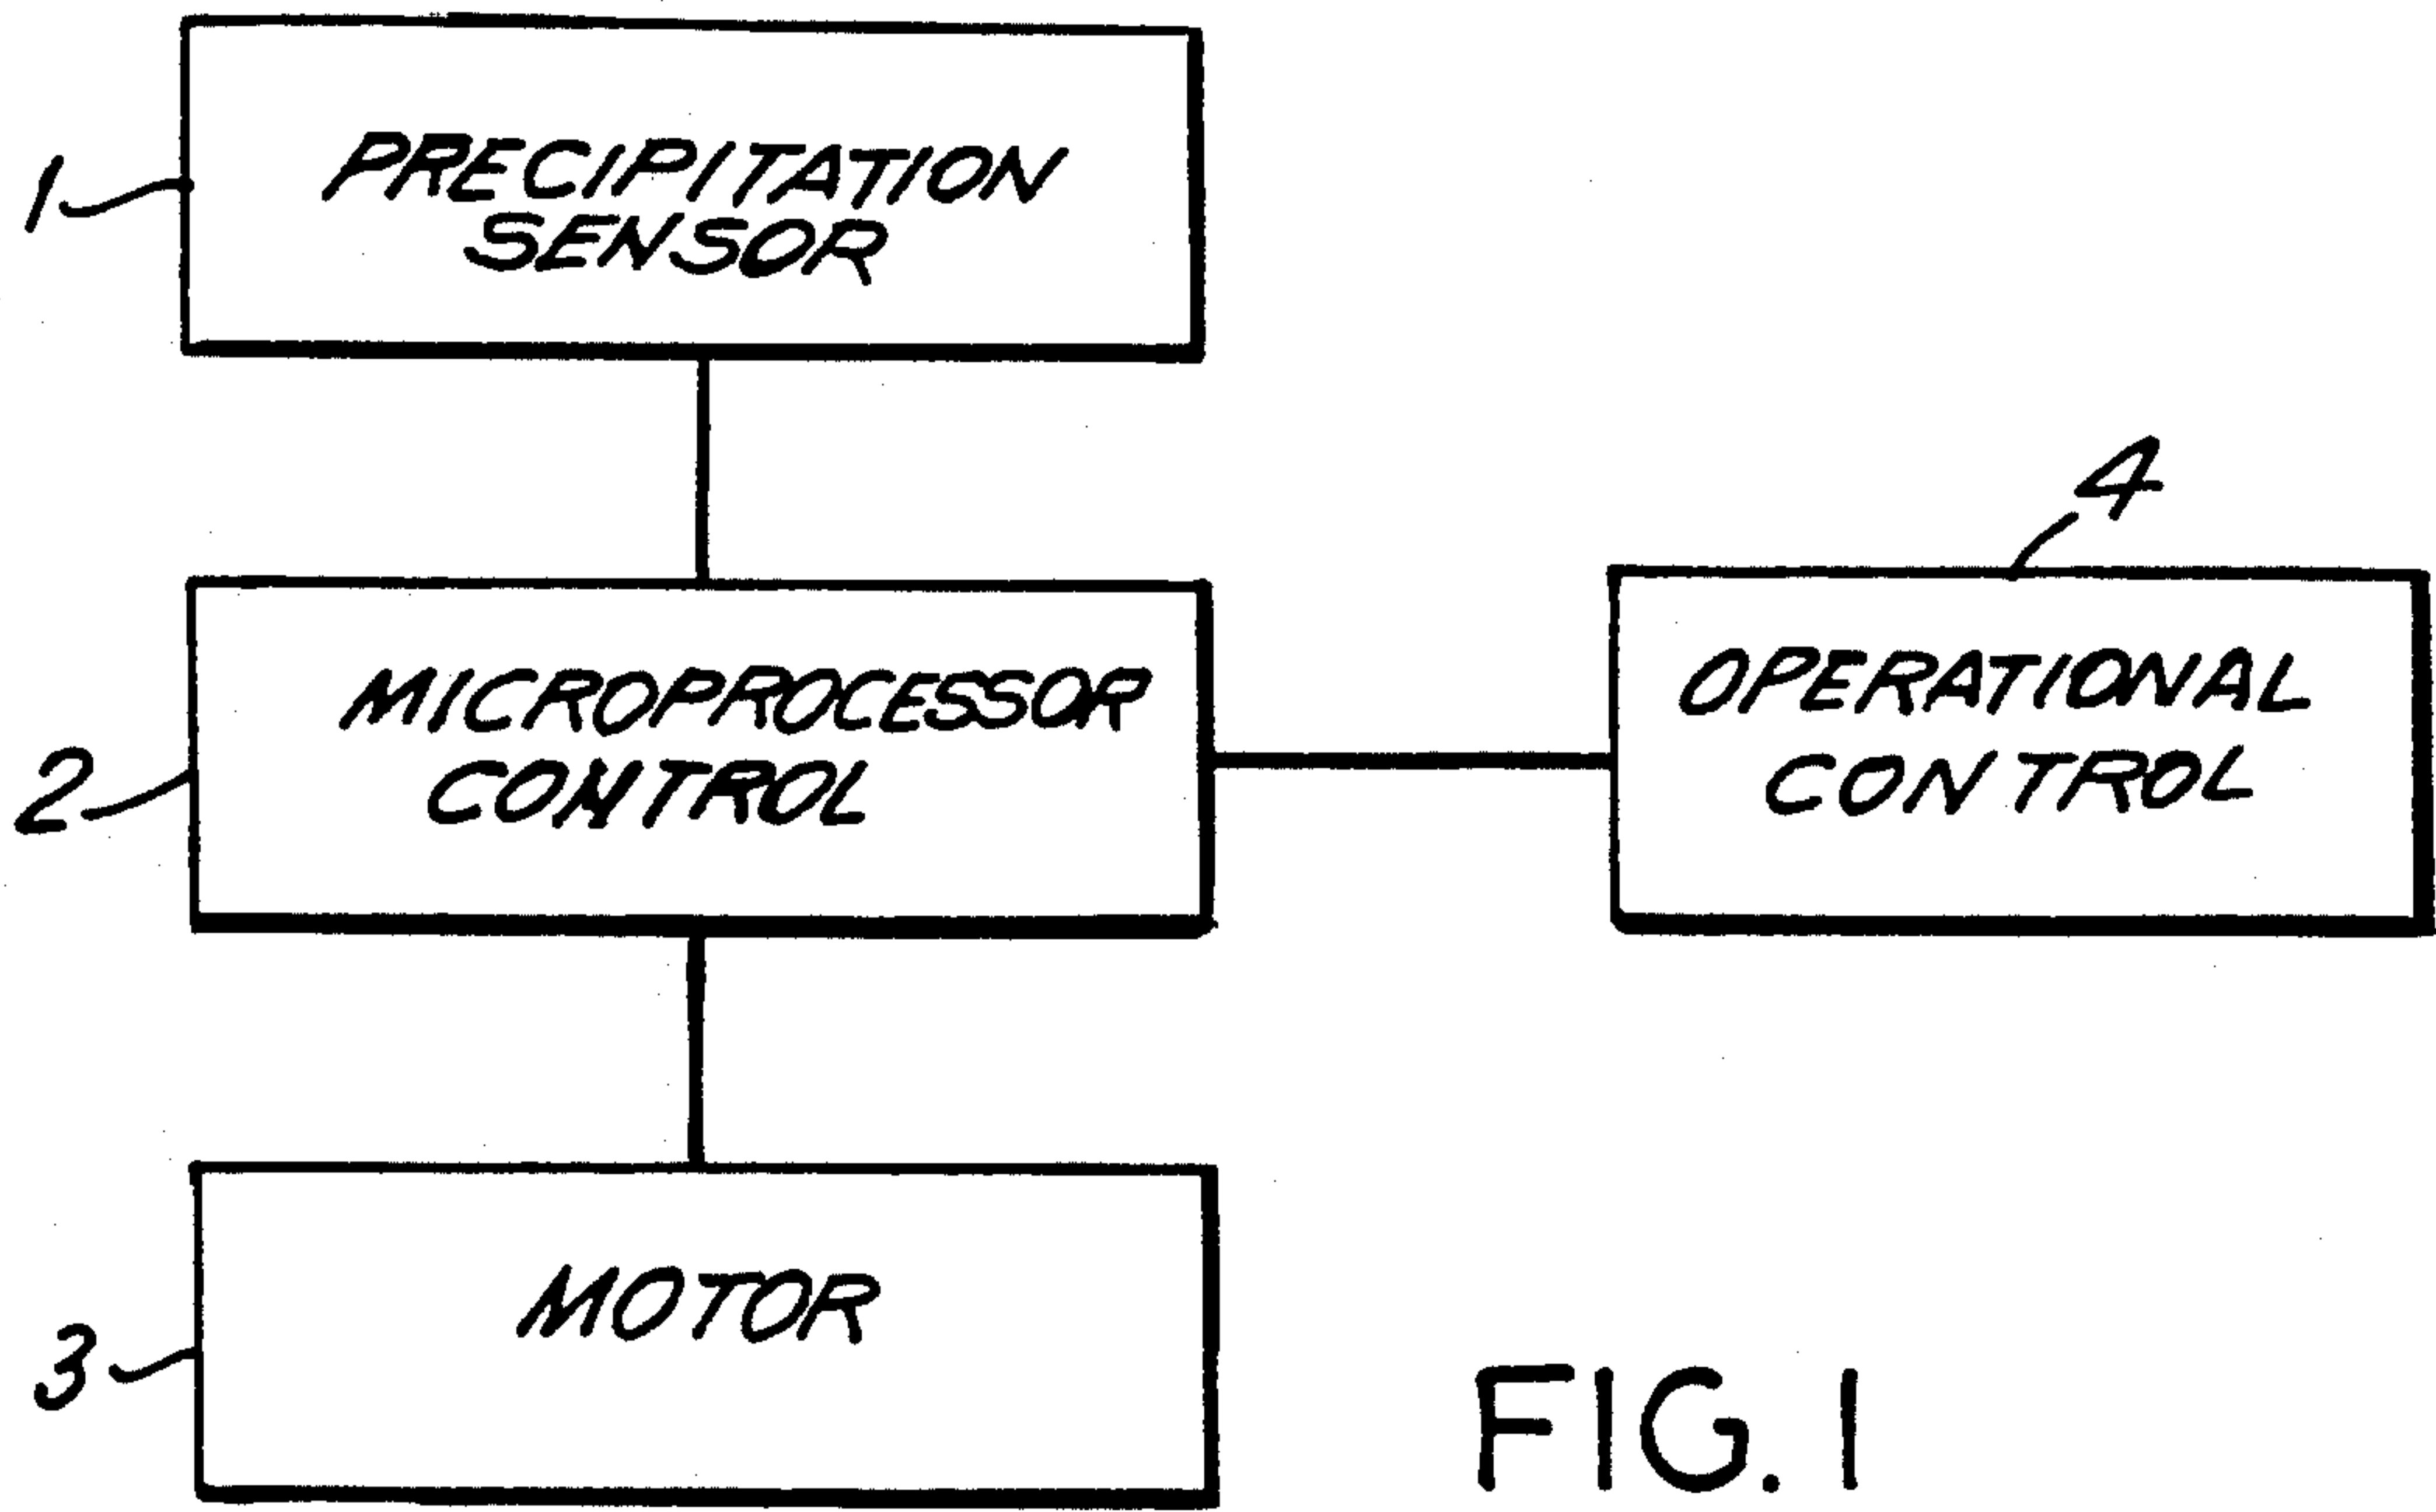 1
PRECIPITATION
SENSOR
4
2
MICROPROCESSOR
CONTROL
OPERATIONAL
CONTROL
3
MOTOR
FIG. 1